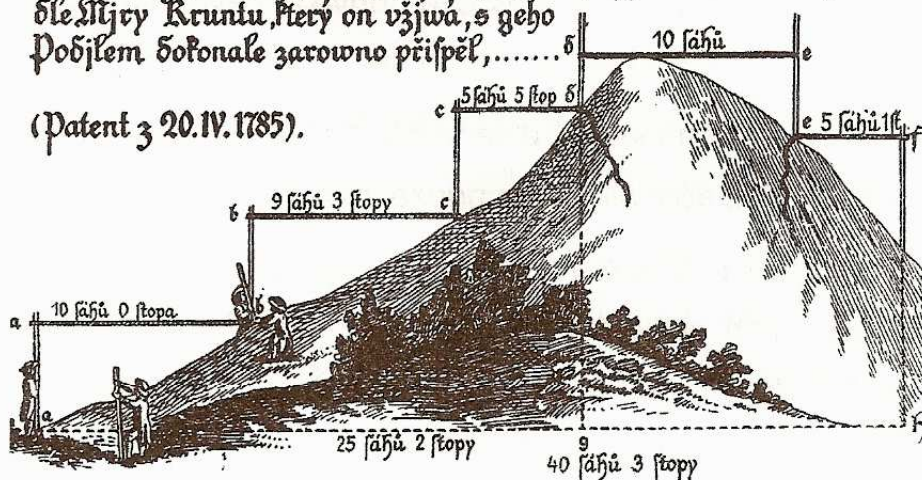 dle Mjry Kruntu, který on vžjwá, s geho
Podjlem dokonale zarowno přispěl,.......
(Patent z 20.IV.1785).
d 10 sáhů e
c 5 sáhů 5 stop d
e 5 sáhů 1 st. f
b 9 sáhů 3 stopy c
a 10 sáhů 0 stopa b
a
25 sáhů 2 stopy
9
40 sáhů 3 stopy